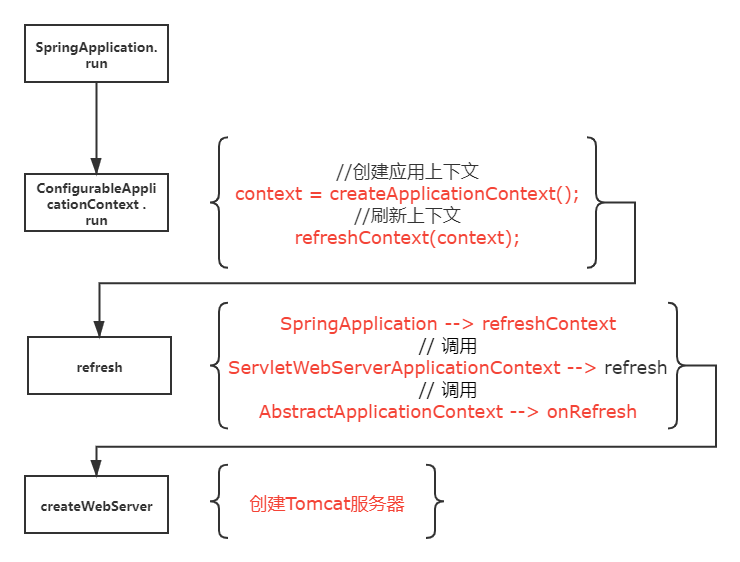 SpringApplication.
run
ConfigurableAppli
cationContext .
run
//创建应用上下文
context = createApplicationContext();
//刷新上下文
refreshContext(context);
refresh
SpringApplication --> refreshContext
// 调用
ServletWebServerApplicationContext --> refresh
// 调用
AbstractApplicationContext --> onRefresh
createWebServer
创建Tomcat服务器